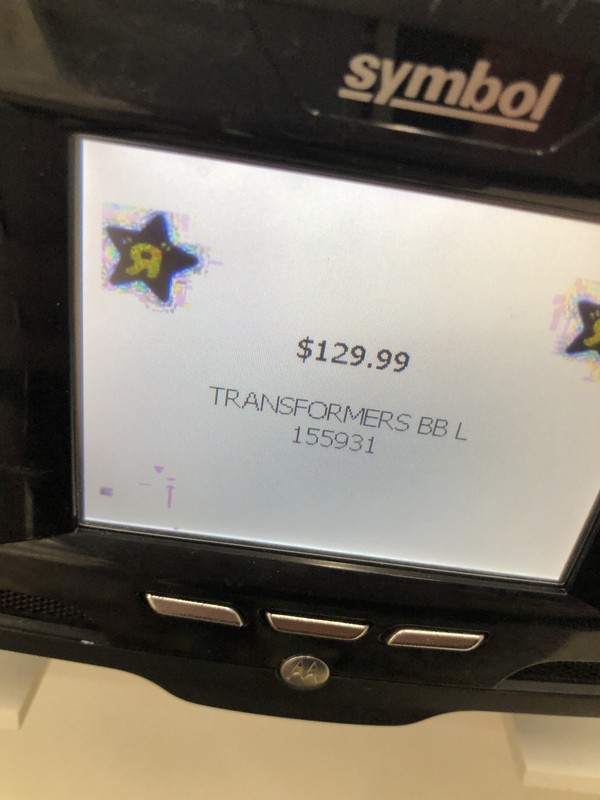 symbol
$129.99
TRANSFORMERS BB L
155931